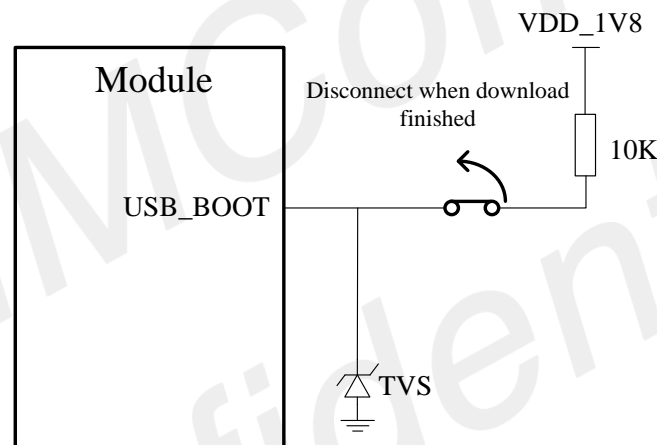 VDD_1V8
Module
Disconnect when download
finished
10K
USB_BOOT
TVS